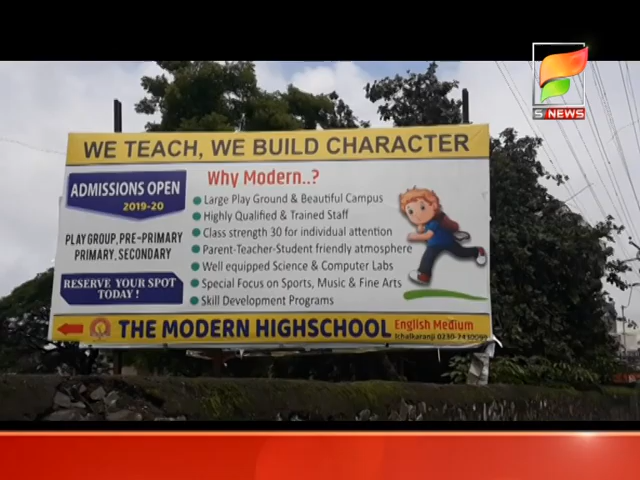 S NEWS
WE TEACH, WE BUILD CHARACTER
ADMISSIONS OPEN
2019-20
PLAY GROUP, PRE-PRIMARY
PRIMARY, SECONDARY
RESERVE YOUR SPOT
TODAY !
Why Modern..?
Large Play Ground & Beautiful Campus
Highly Qualified & Trained Staff
Class strength 30 for individual attention
Parent-Teacher-Student friendly atmosphere
Well equipped Science & Computer Labs
Special Focus on Sports, Music & Fine Arts
Skill Development Programs
THE MODERN HIGHSCHOOL
English Medium
Ichalkaranji 0230-2430099